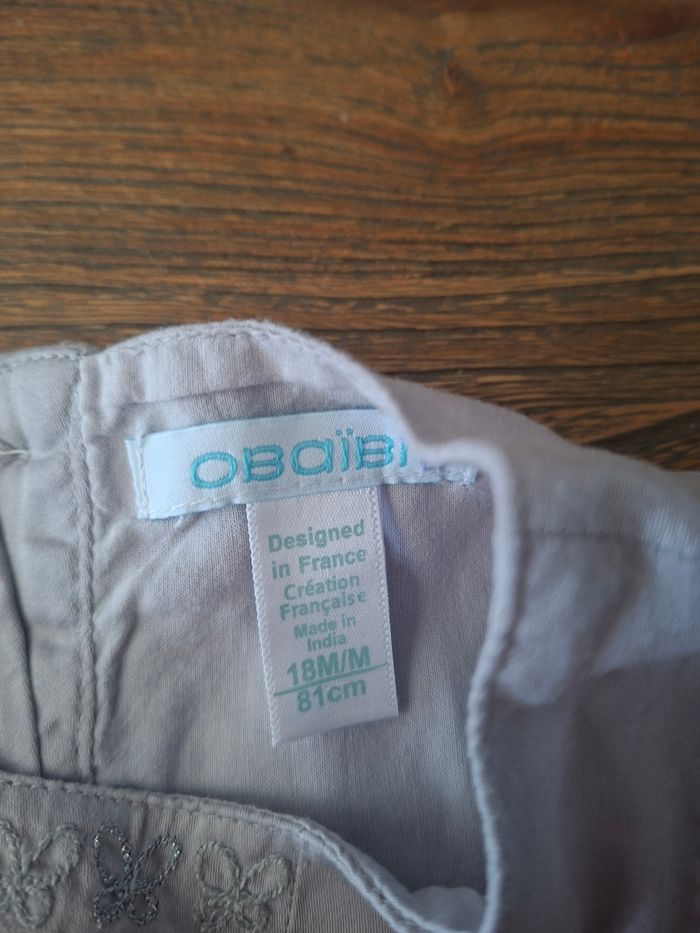 OBaïBI
Designed
in France
Création
Française
Made in
India
18M/M
81cm